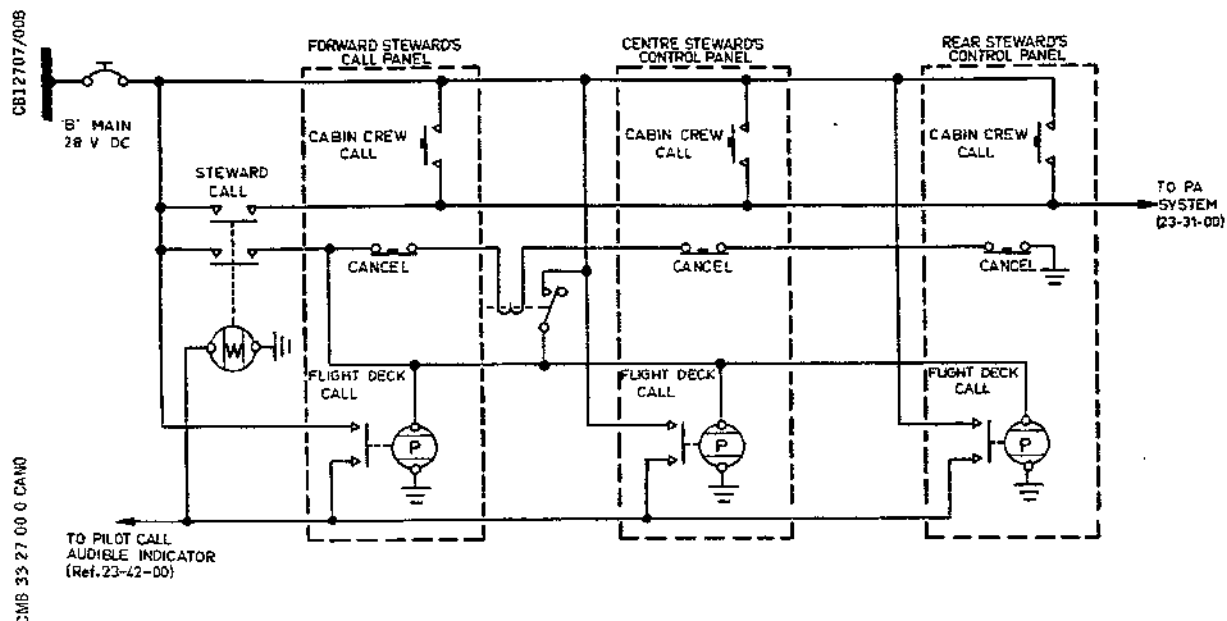 CB12707/008
FORWARD STEWARD'S
CALL PANEL
CENTRE STEWARD'S
CONTROL PANEL
REAR STEWARD'S
CONTROL PANEL
'B' MAIN
28 V DC
CABIN CREW
CALL
CABIN CREW
CALL
CABIN CREW
CALL
STEWARD
CALL
TO PA
SYSTEM
(23-31-00)
CANCEL
CANCEL
CANCEL
W
FLIGHT DECK
CALL
FLIGHT DECK
CALL
FLIGHT DECK
CALL
P
P
P
TO PILOT CALL
AUDIBLE INDICATOR
(Ref.23-42-00)
CMB 33 27 00 0 CAN0